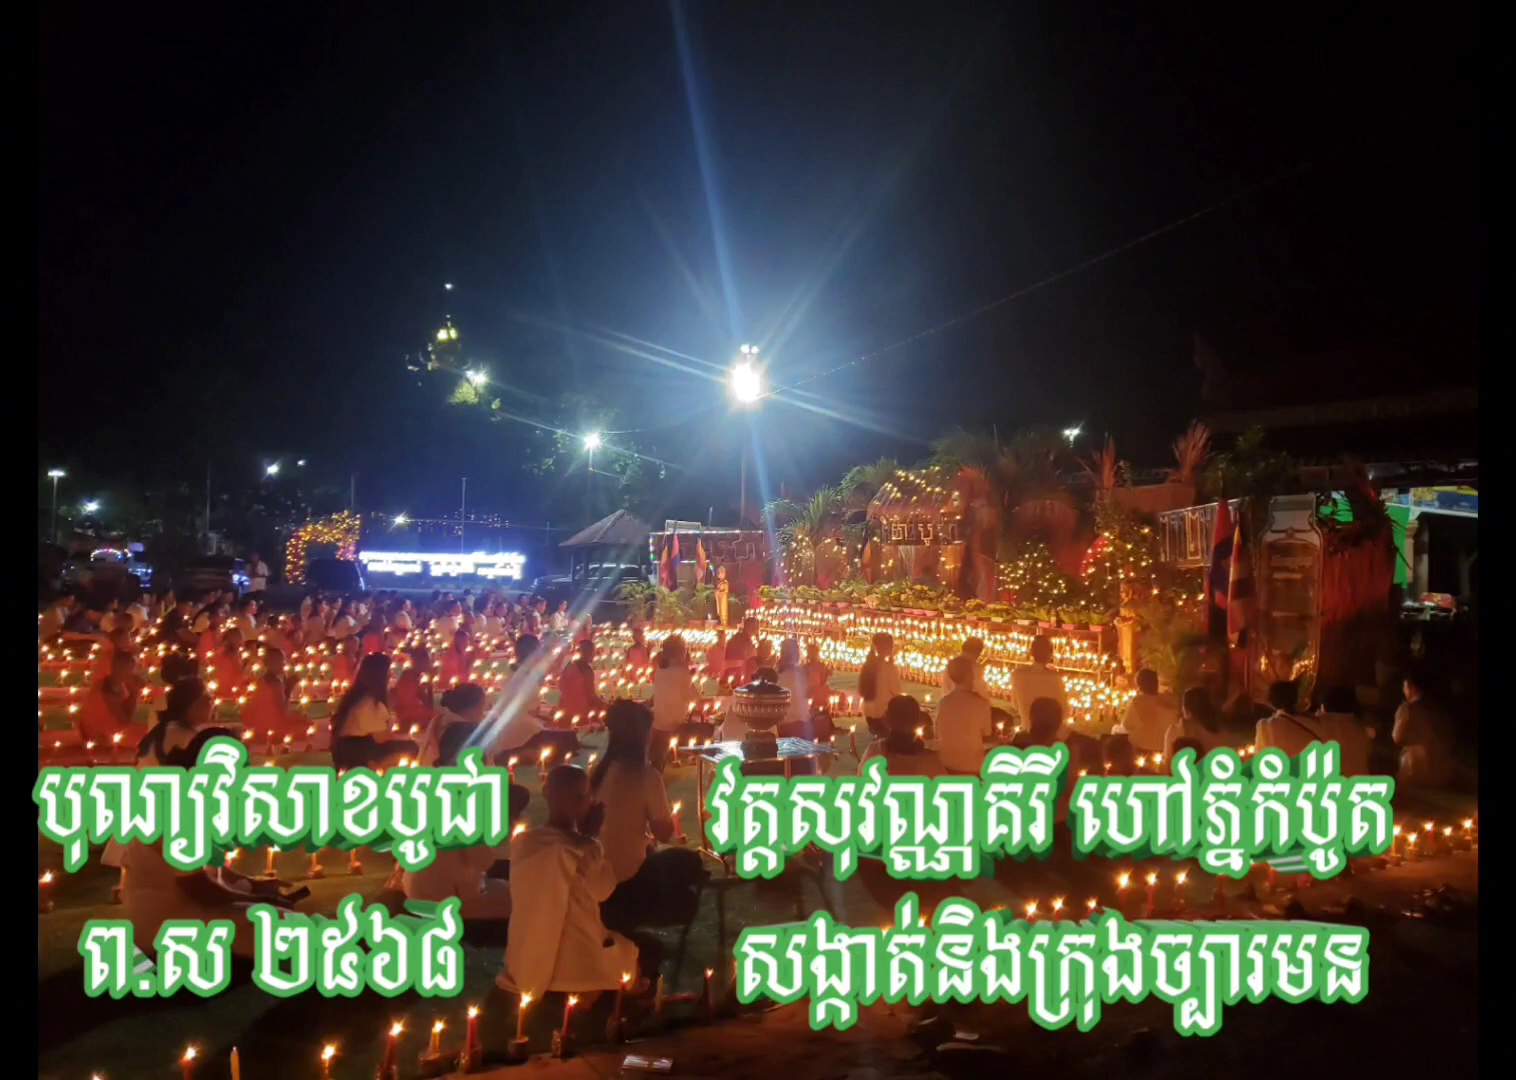 បុណ្យវិសាខបូជា
ព.ស ២៥៦៨
វត្តសុវណ្ណគិរី ហៅភ្នំកំប៉ូត
សង្កាត់និងក្រុងច្បារមន